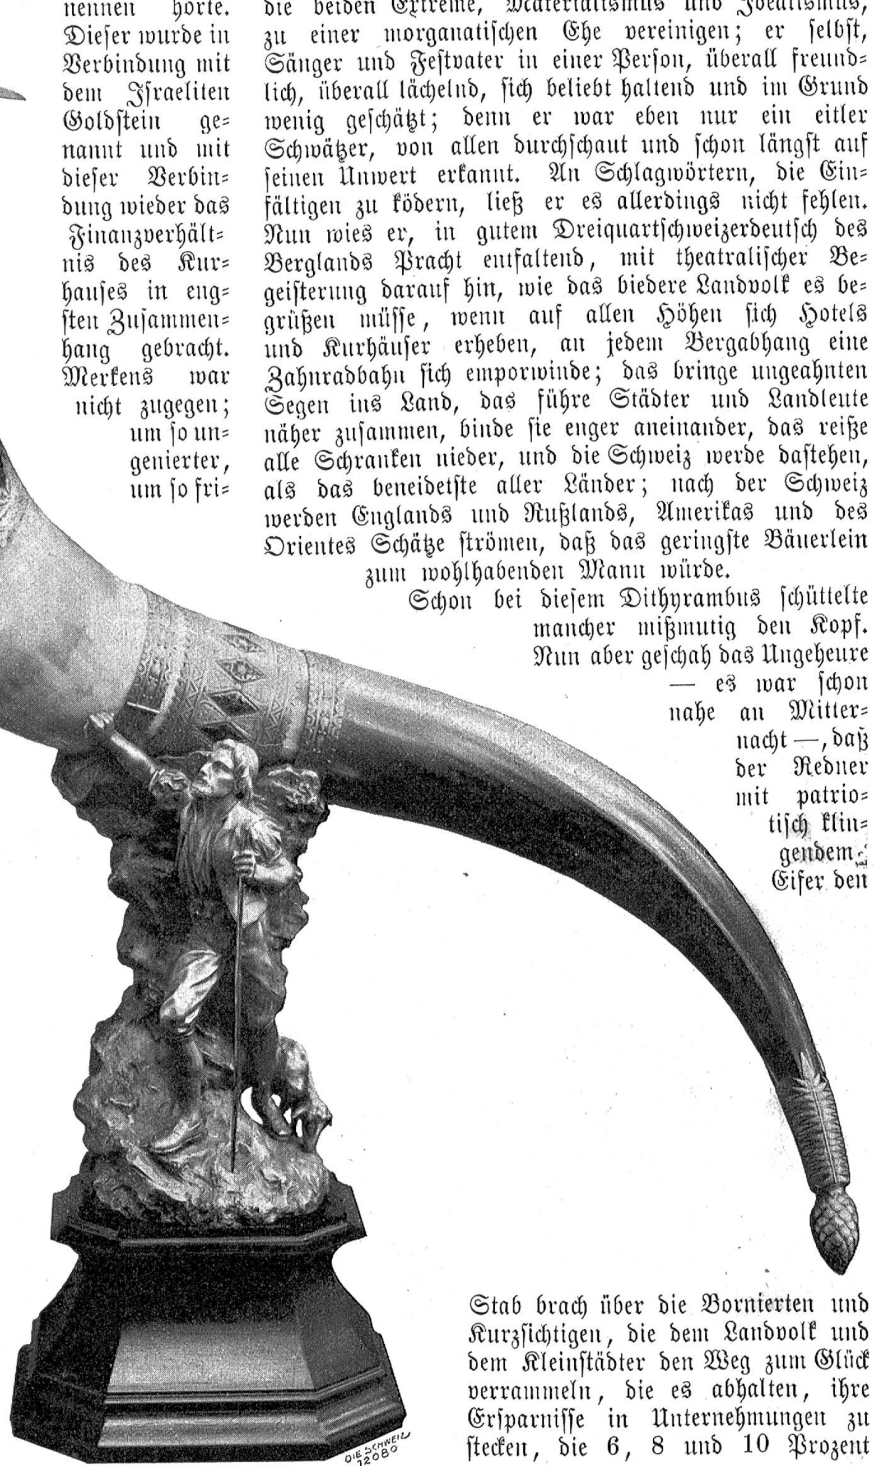 nennen hörte.
Dieser wurde in
Verbindung mit
dem Israeliten
Goldstein ge-
nannt und mit
dieser Verbin-
dung wieder das
Finanzverhält-
nis des Kur-
hauses in eng-
sten Zusammen-
hang gebracht.
Merkens war
nicht zugegen;
um so un-
genierter,
um so fri-
die beiden Extreme, Materialismus und Idealismus,
zu einer morganatischen Ehe vereinigen; er selbst,
Sänger und Festvater in einer Person, überall freund-
lich, überall lächelnd, sich beliebt haltend und im Grund
wenig geschätzt; denn er war eben nur ein eitler
Schwätzer, von allen durchschaut und schon längst auf
seinen Unwert erkannt. An Schlagwörtern, die Ein-
fältigen zu ködern, ließ er es allerdings nicht fehlen.
Nun wies er, in gutem Dreiquartschweizerdeutsch des
Berglands Pracht entfaltend, mit theatralischer Be-
geisterung darauf hin, wie das biedere Landvolk es be-
grüßen müsse, wenn auf allen Höhen sich Hotels
und Kurhäuser erheben, an jedem Bergabhang eine
Zahnradbahn sich emporwinde; das bringe ungeahnten
Segen ins Land, das führe Städter und Landleute
näher zusammen, binde sie enger aneinander, das reiße
alle Schranken nieder, und die Schweiz werde dastehen,
als das beneidetste aller Länder; nach der Schweiz
werden Englands und Rußlands, Amerikas und des
Orientes Schätze strömen, daß das geringste Bäuerlein
zum wohlhabenden Mann würde.
Schon bei diesem Dithyrambus schüttelte
mancher mißmutig den Kopf.
Nun aber geschah das Ungeheure
— es war schon
nahe an Mitter-
nacht —, daß
der Redner
mit patrio-
tisch klin-
gendem
Eifer den
Stab brach über die Bornierten und
Kurzsichtigen, die dem Landvolk und
dem Kleinstädter den Weg zum Glück
verrammeln, die es abhalten, ihre
Ersparnisse in Unternehmungen zu
stecken, die 6, 8 und 10 Prozent
DIE SCHWEIZ
12080